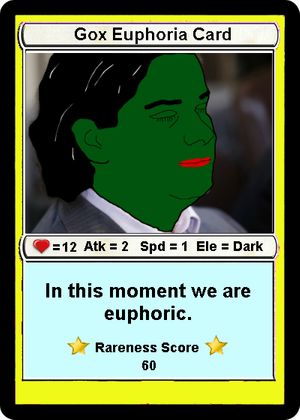 Gox Euphoria Card
=12 Atk = 2 Spd = 1 Ele = Dark
In this moment we are
euphoric.
Rareness Score
60